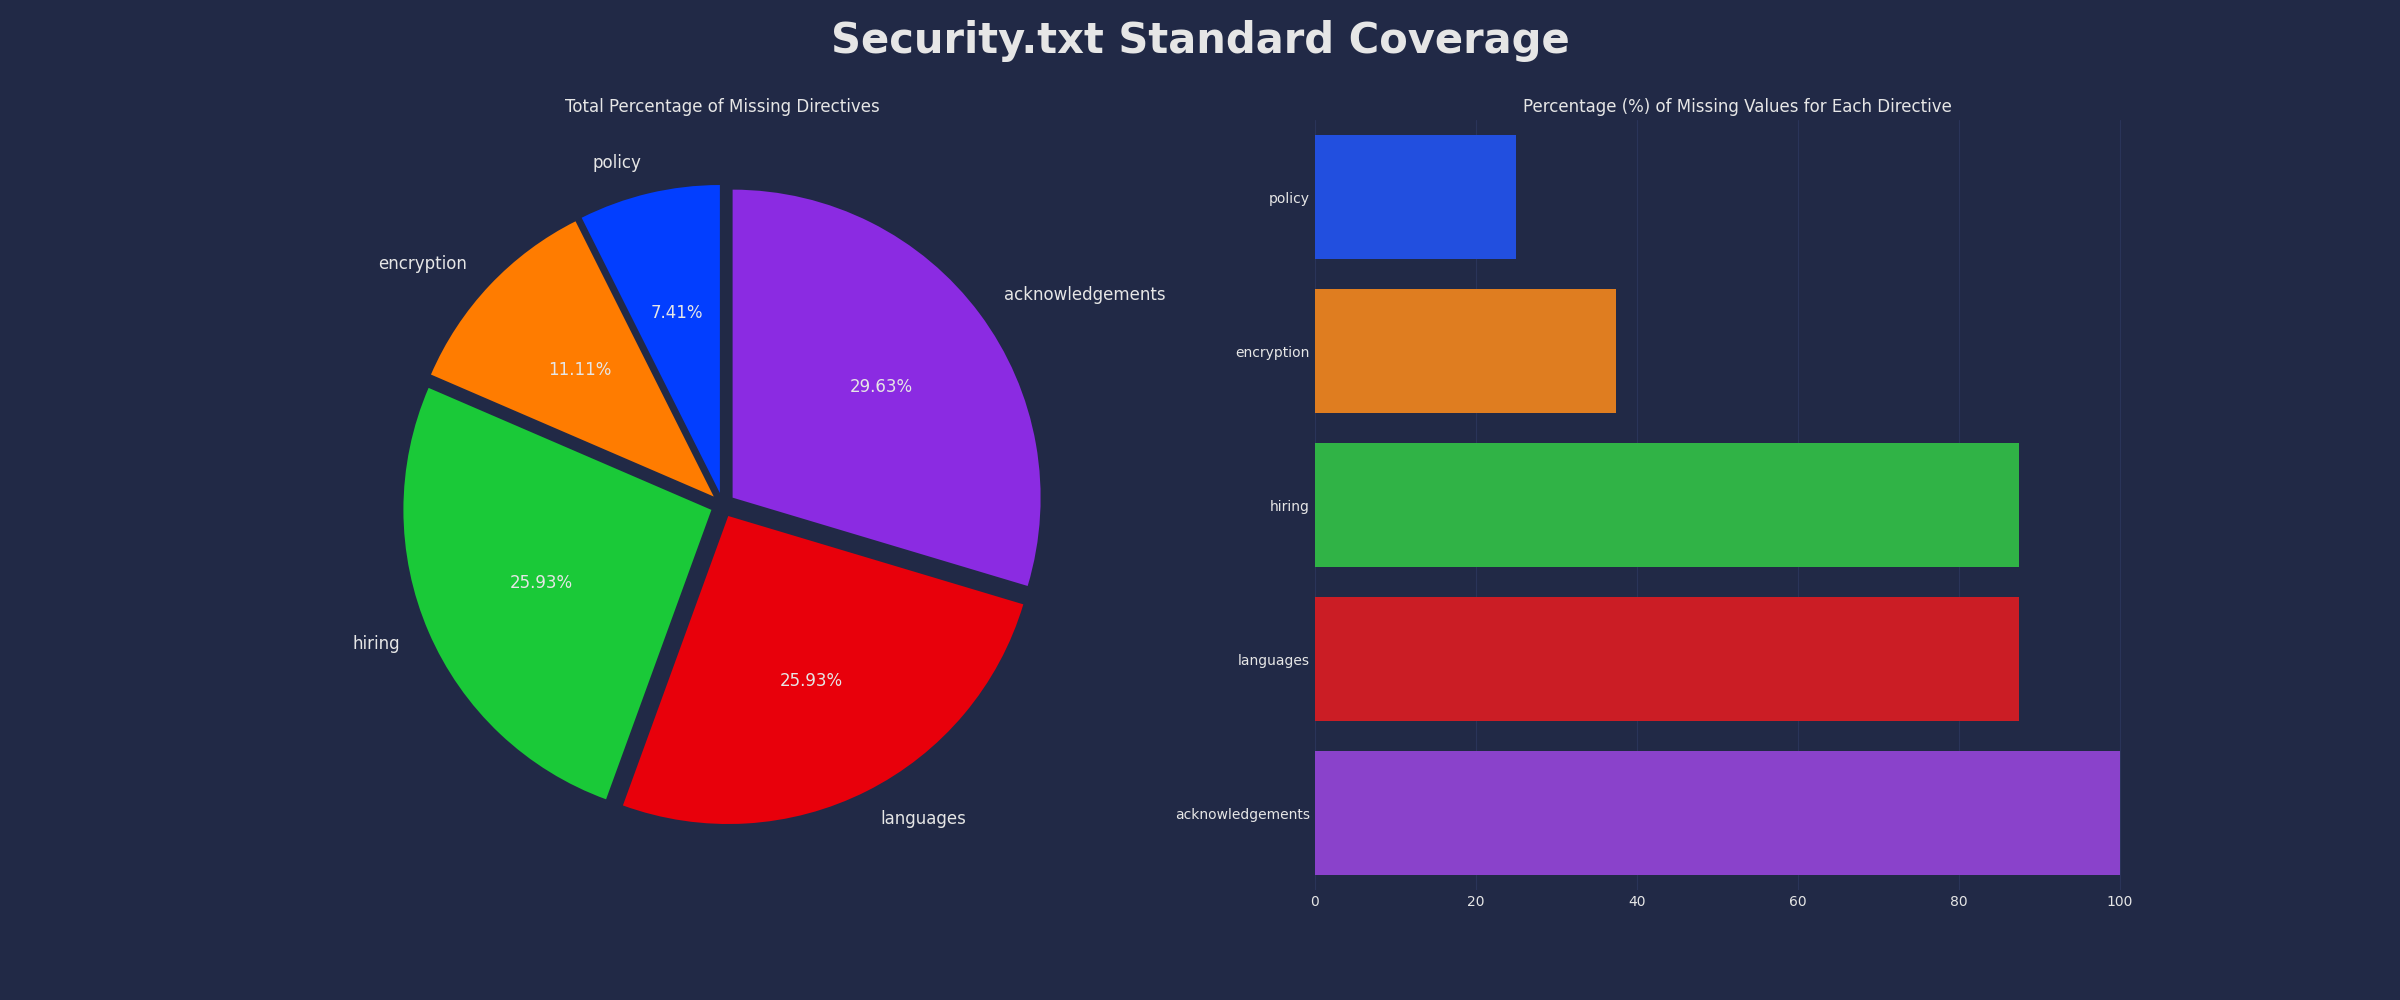 Security.txt Standard Coverage
Total Percentage of Missing Directives
policy
encryption
acknowledgements
hiring
languages
7.41%
11.11%
29.63%
25.93%
25.93%
Percentage (%) of Missing Values for Each Directive
policy
encryption
hiring
languages
acknowledgements
0 20 40 60 80 100